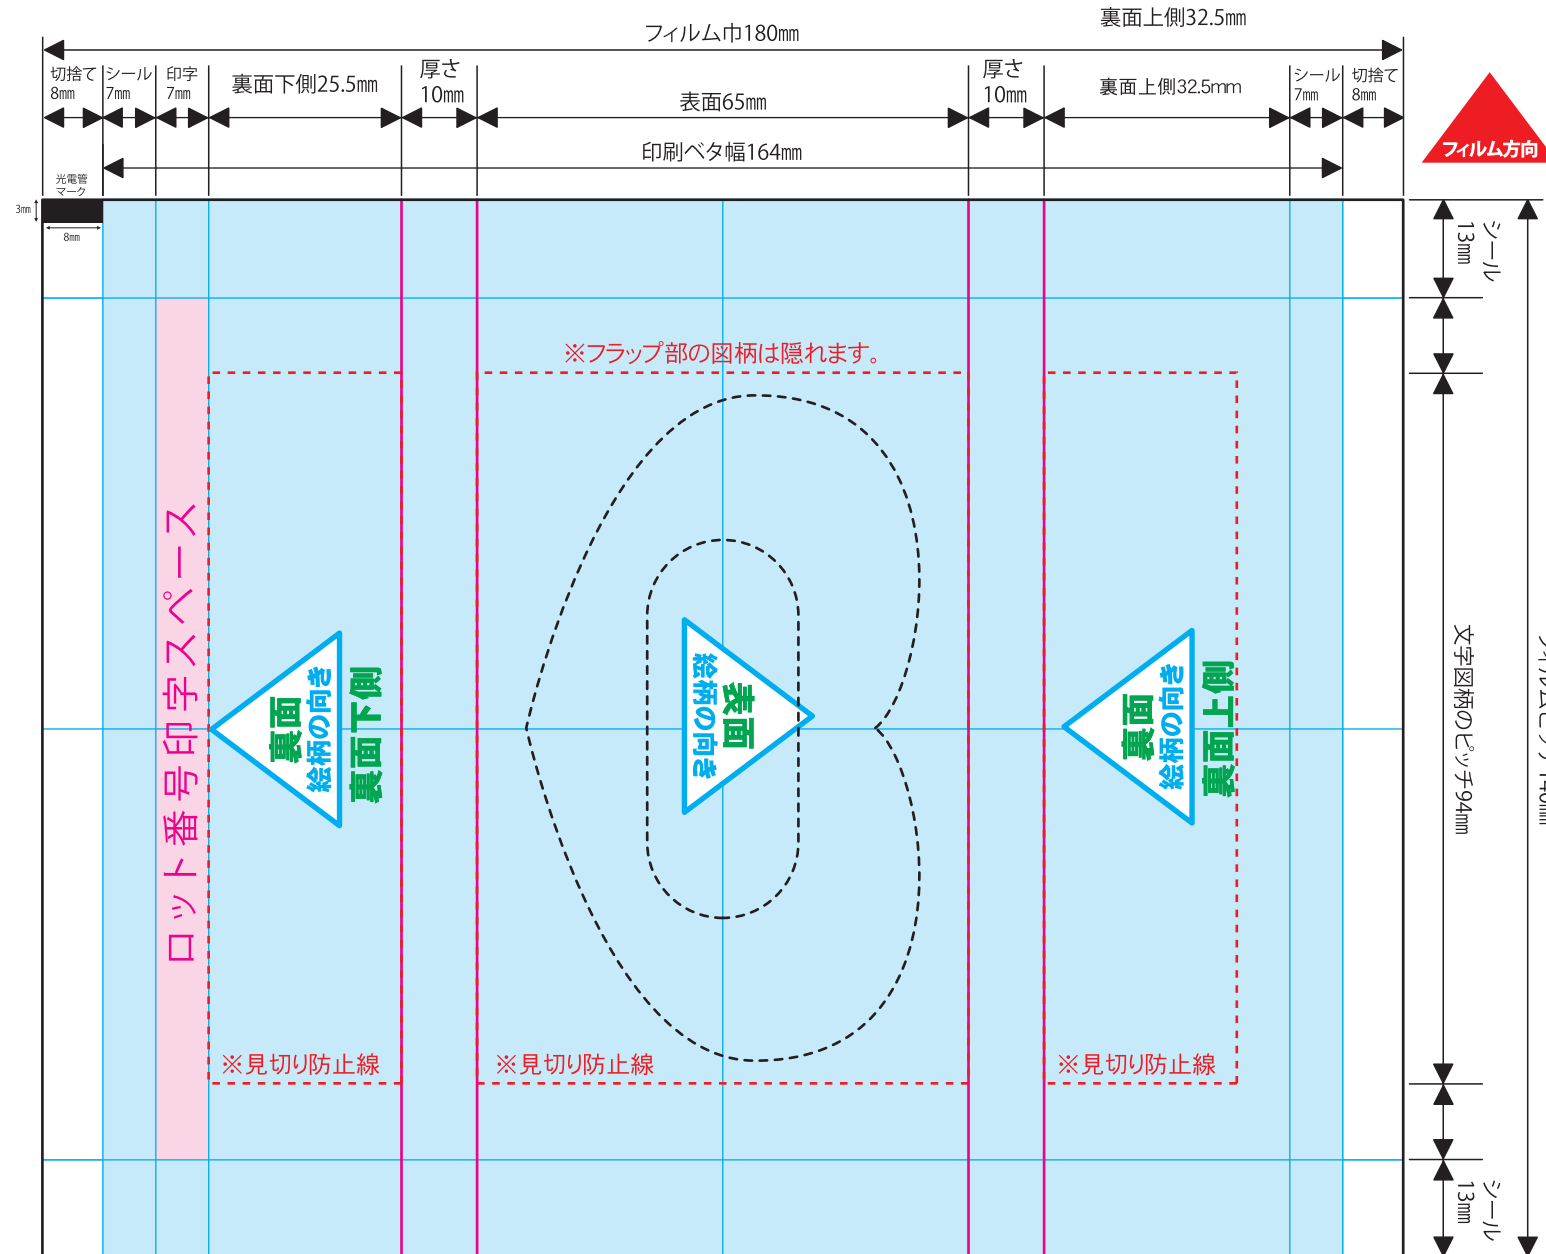 裏面上側32.5mm
フィルム巾180mm
切捨て
8mm
シール
7mm
印字
7mm
裏面下側25.5mm
厚さ
10mm
表面65mm
厚さ
10mm
裏面上側32.5mm
シール
7mm
切捨て
8mm
印刷ベタ幅164mm
フィルム方向
光電管
マーク
3mm
8mm
シール
13mm
※フラップ部の図柄は隠れます。
ロット番号印字スペース
裏面
絵柄の向き
裏面下側
表面
絵柄の向き
裏面
絵柄の向き
裏面上側
文字図柄のピッチ94mm
※見切り防止線
※見切り防止線
※見切り防止線
シール
13mm